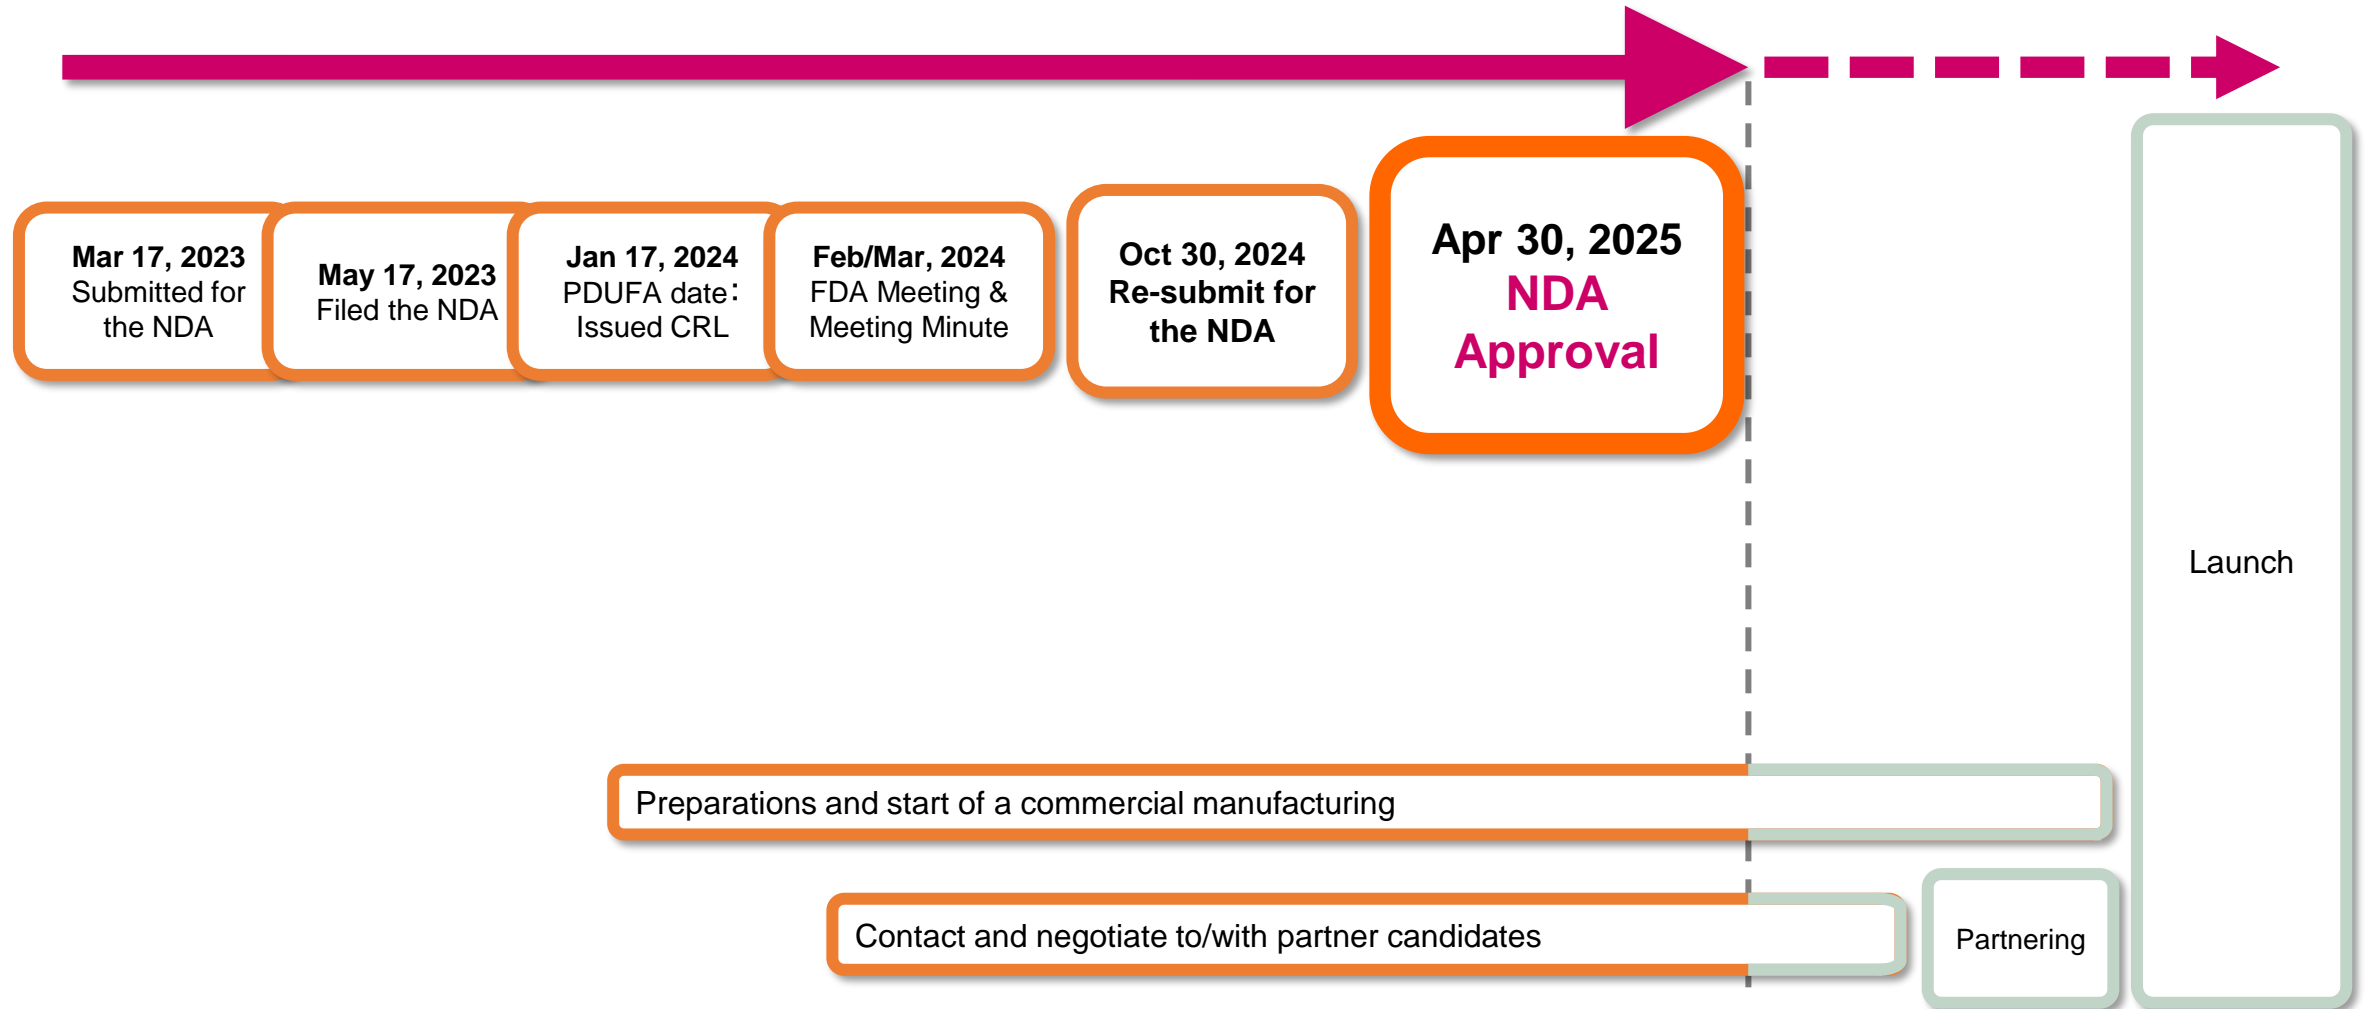 Mar 17, 2023
Submitted for
the NDA
May 17, 2023
Filed the NDA
Jan 17, 2024
PDUFA date：
Issued CRL
Feb/Mar, 2024
FDA Meeting &
Meeting Minute
Oct 30, 2024
Re-submit for
the NDA
Apr 30, 2025
NDA
Approval
Launch
Preparations and start of a commercial manufacturing
Contact and negotiate to/with partner candidates
Partnering